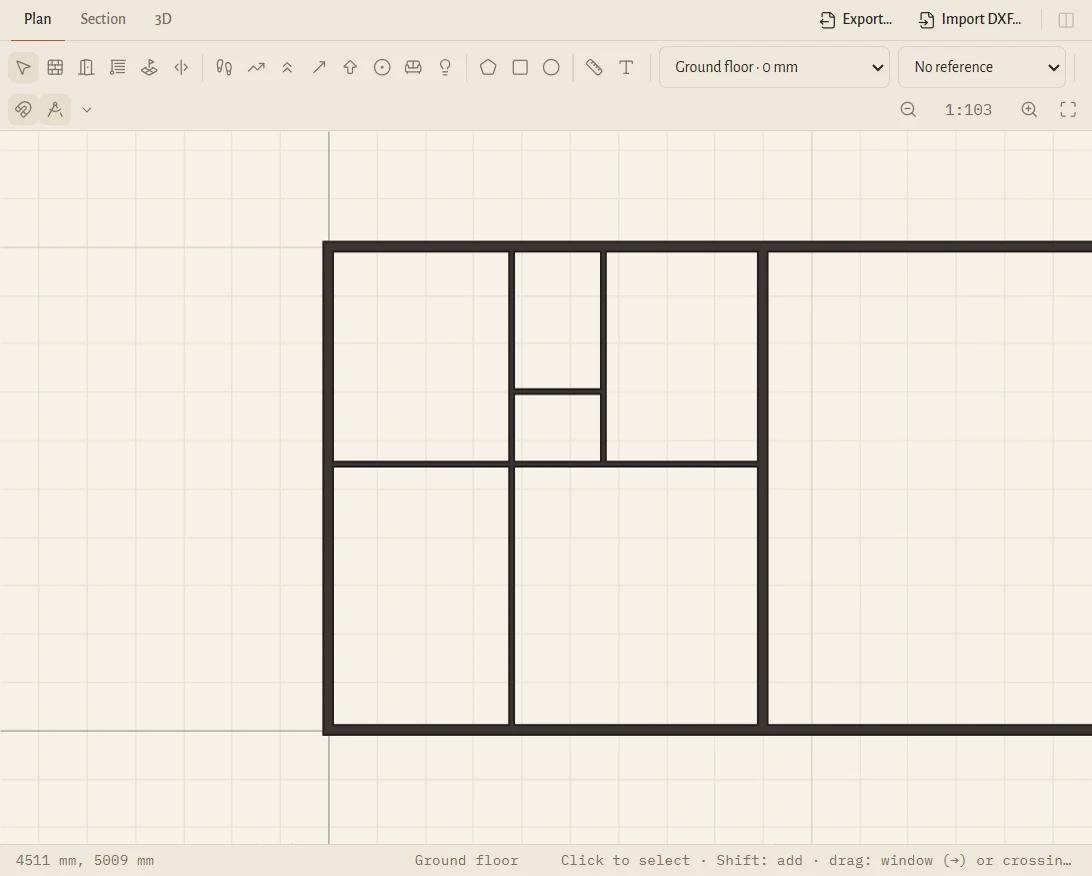 Plan Section 3D Export... Import DXF...
Ground floor · 0 mm No reference
1:103
4511 mm, 5009 mm Ground floor Click to select · Shift: add · drag: window (→) or crossin…